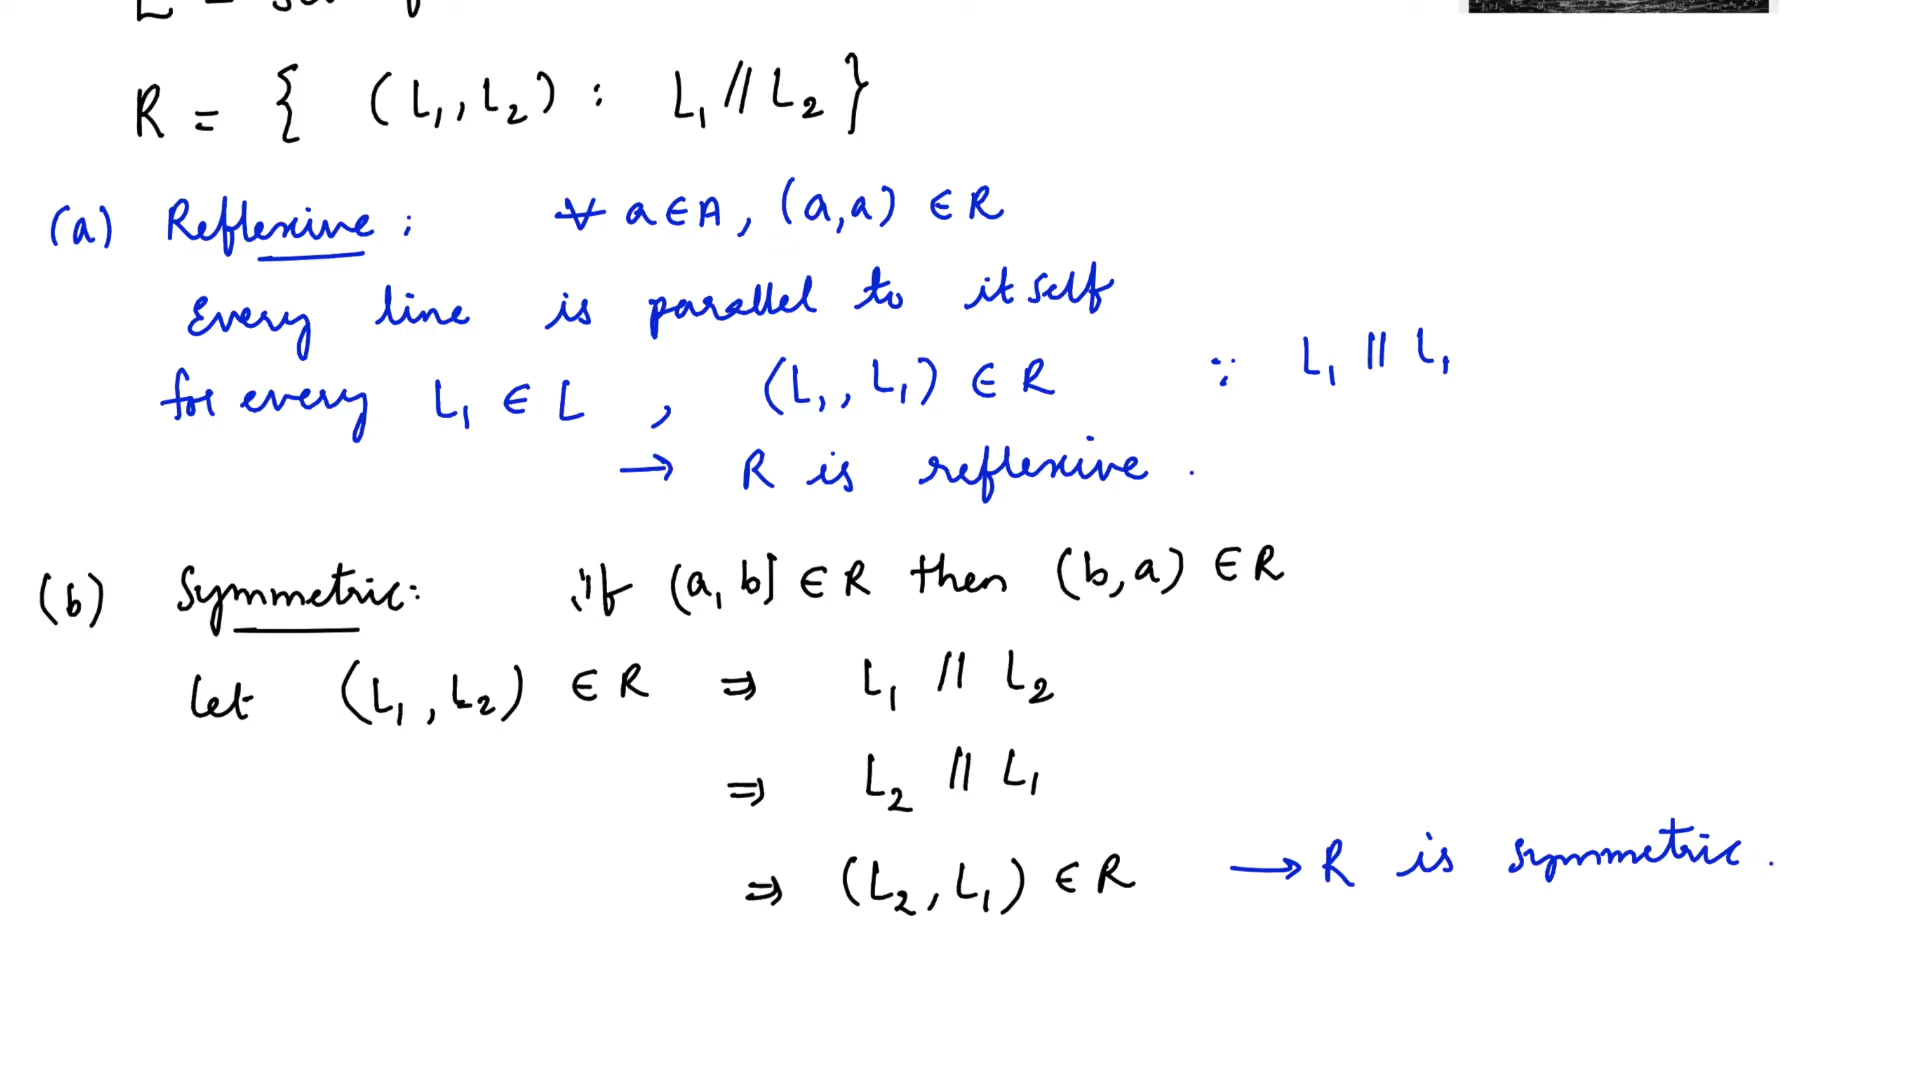 R = { (L₁, L₂) : L₁ // L₂ }
(a) Reflexive : ∀ a ∈ A, (a, a) ∈ R
Every line is parallel to itself
for every L₁ ∈ L , (L₁, L₁) ∈ R ∵ L₁ || L₁
→ R is reflexive .
(b) Symmetric: if (a, b] ∈ R then (b, a) ∈ R
Let (L₁, L₂) ∈ R ⇒ L₁ // L₂
⇒ L₂ // L₁
⇒ (L₂, L₁) ∈ R → R is symmetric .